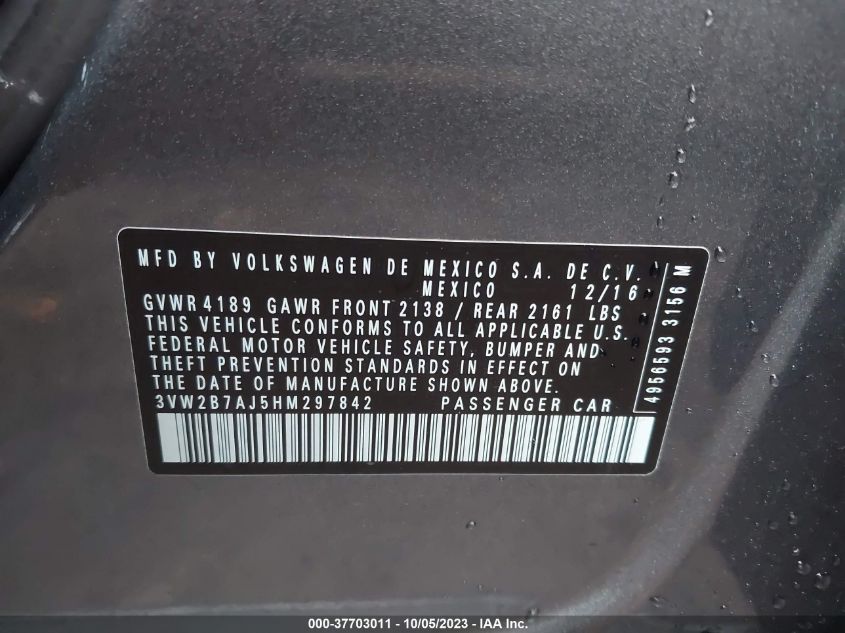 MFD BY VOLKSWAGEN DE MEXICO S.A. DE C.V.
MEXICO 12/16
GVWR 4189 GAWR FRONT 2138 / REAR 2161 LBS
THIS VEHICLE CONFORMS TO ALL APPLICABLE U.S.
FEDERAL MOTOR VEHICLE SAFETY, BUMPER AND
THEFT PREVENTION STANDARDS IN EFFECT ON
THE DATE OF MANUFACTURE SHOWN ABOVE.
3VW2B7AJ5HM297842 PASSENGER CAR
4956593 3156 M
000-37703011 - 10/05/2023 - IAA Inc.